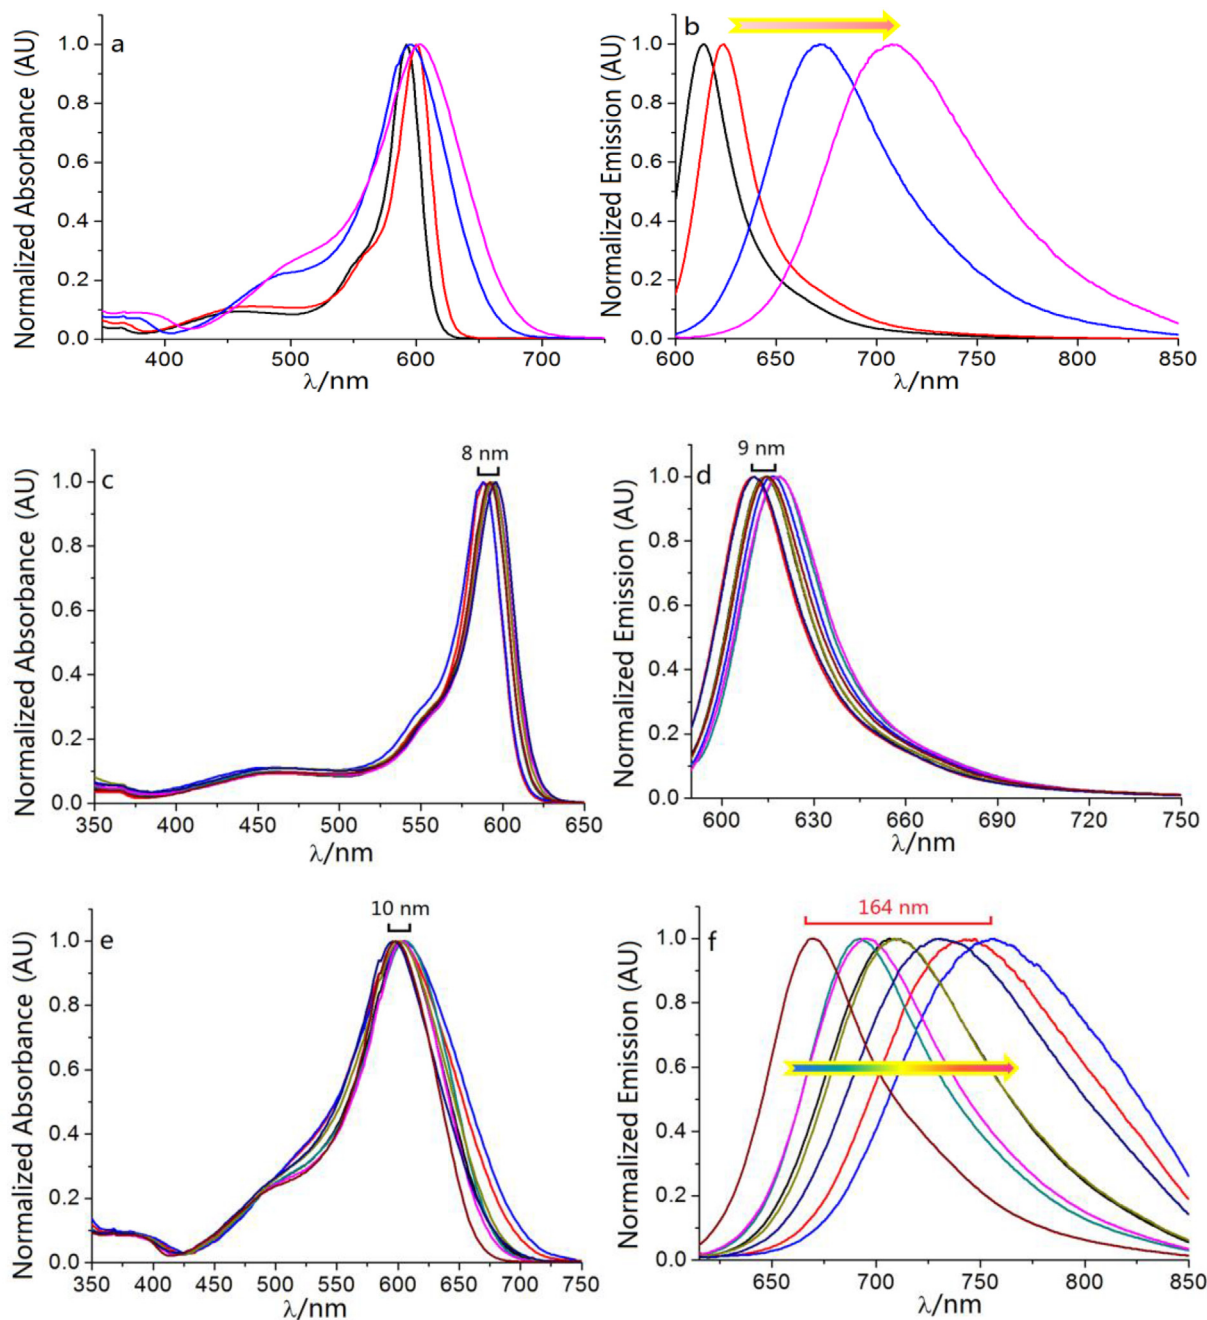 a
Normalized Absorbance (AU)
1.0
0.8
0.6
0.4
0.2
0.0
400 500 600 700
λ/nm
b
Normalized Emission (AU)
1.0
0.8
0.6
0.4
0.2
0.0
600 650 700 750 800 850
λ/nm
c
8 nm
Normalized Absorbance (AU)
1.0
0.8
0.6
0.4
0.2
0.0
350 400 450 500 550 600 650
λ/nm
d
9 nm
Normalized Emission (AU)
1.0
0.8
0.6
0.4
0.2
0.0
600 630 660 690 720 750
λ/nm
e
10 nm
Normalized Absorbance (AU)
1.0
0.8
0.6
0.4
0.2
0.0
350 400 450 500 550 600 650 700 750
λ/nm
f
164 nm
Normalized Emission (AU)
1.0
0.8
0.6
0.4
0.2
0.0
650 700 750 800 850
λ/nm